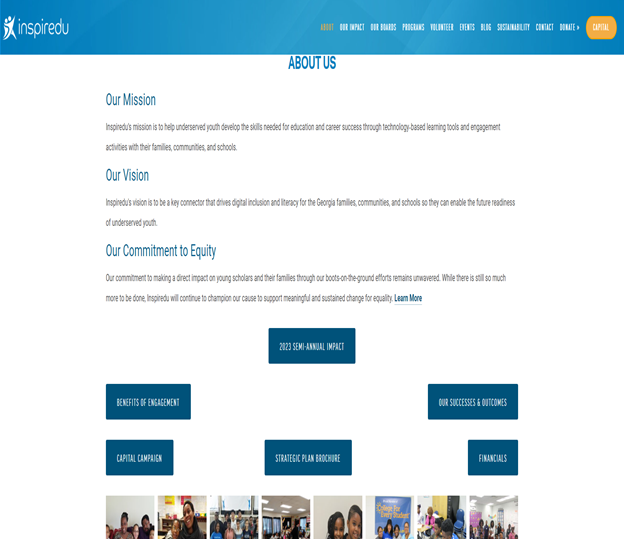 inspiredu
ABOUT OUR IMPACT OUR BOARDS PROGRAMS VOLUNTEER EVENTS BLOG SUSTAINABILITY CONTACT DONATE » CAPITAL
ABOUT US
Our Mission
Inspiredu's mission is to help underserved youth develop the skills needed for education and career success through technology-based learning tools and engagement
activities with their families, communities, and schools.
Our Vision
Inspiredu's vision is to be a key connector that drives digital inclusion and literacy for the Georgia families, communities, and schools so they can enable the future readiness
of underserved youth.
Our Commitment to Equity
Our commitment to making a direct impact on young scholars and their families through our boots-on-the-ground efforts remains unwavered. While there is still so much
more to be done, Inspiredu will continue to champion our cause to support meaningful and sustained change for equality. Learn More
2023 SEMI-ANNUAL IMPACT
BENEFITS OF ENGAGEMENT OUR SUCCESSES & OUTCOMES
CAPITAL CAMPAIGN STRATEGIC PLAN BROCHURE FINANCIALS
College For
Every Student